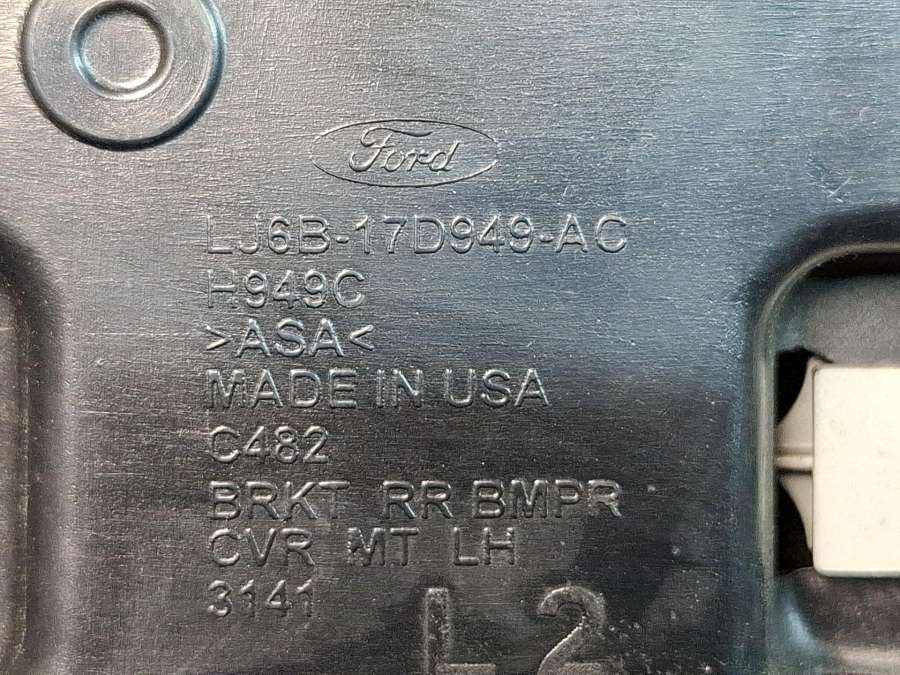 Ford
LJ6B-17D949-AC
H949C
>ASA<
MADE IN USA
C482
BRKT RR BMPR
CVR MT LH
3141
L2